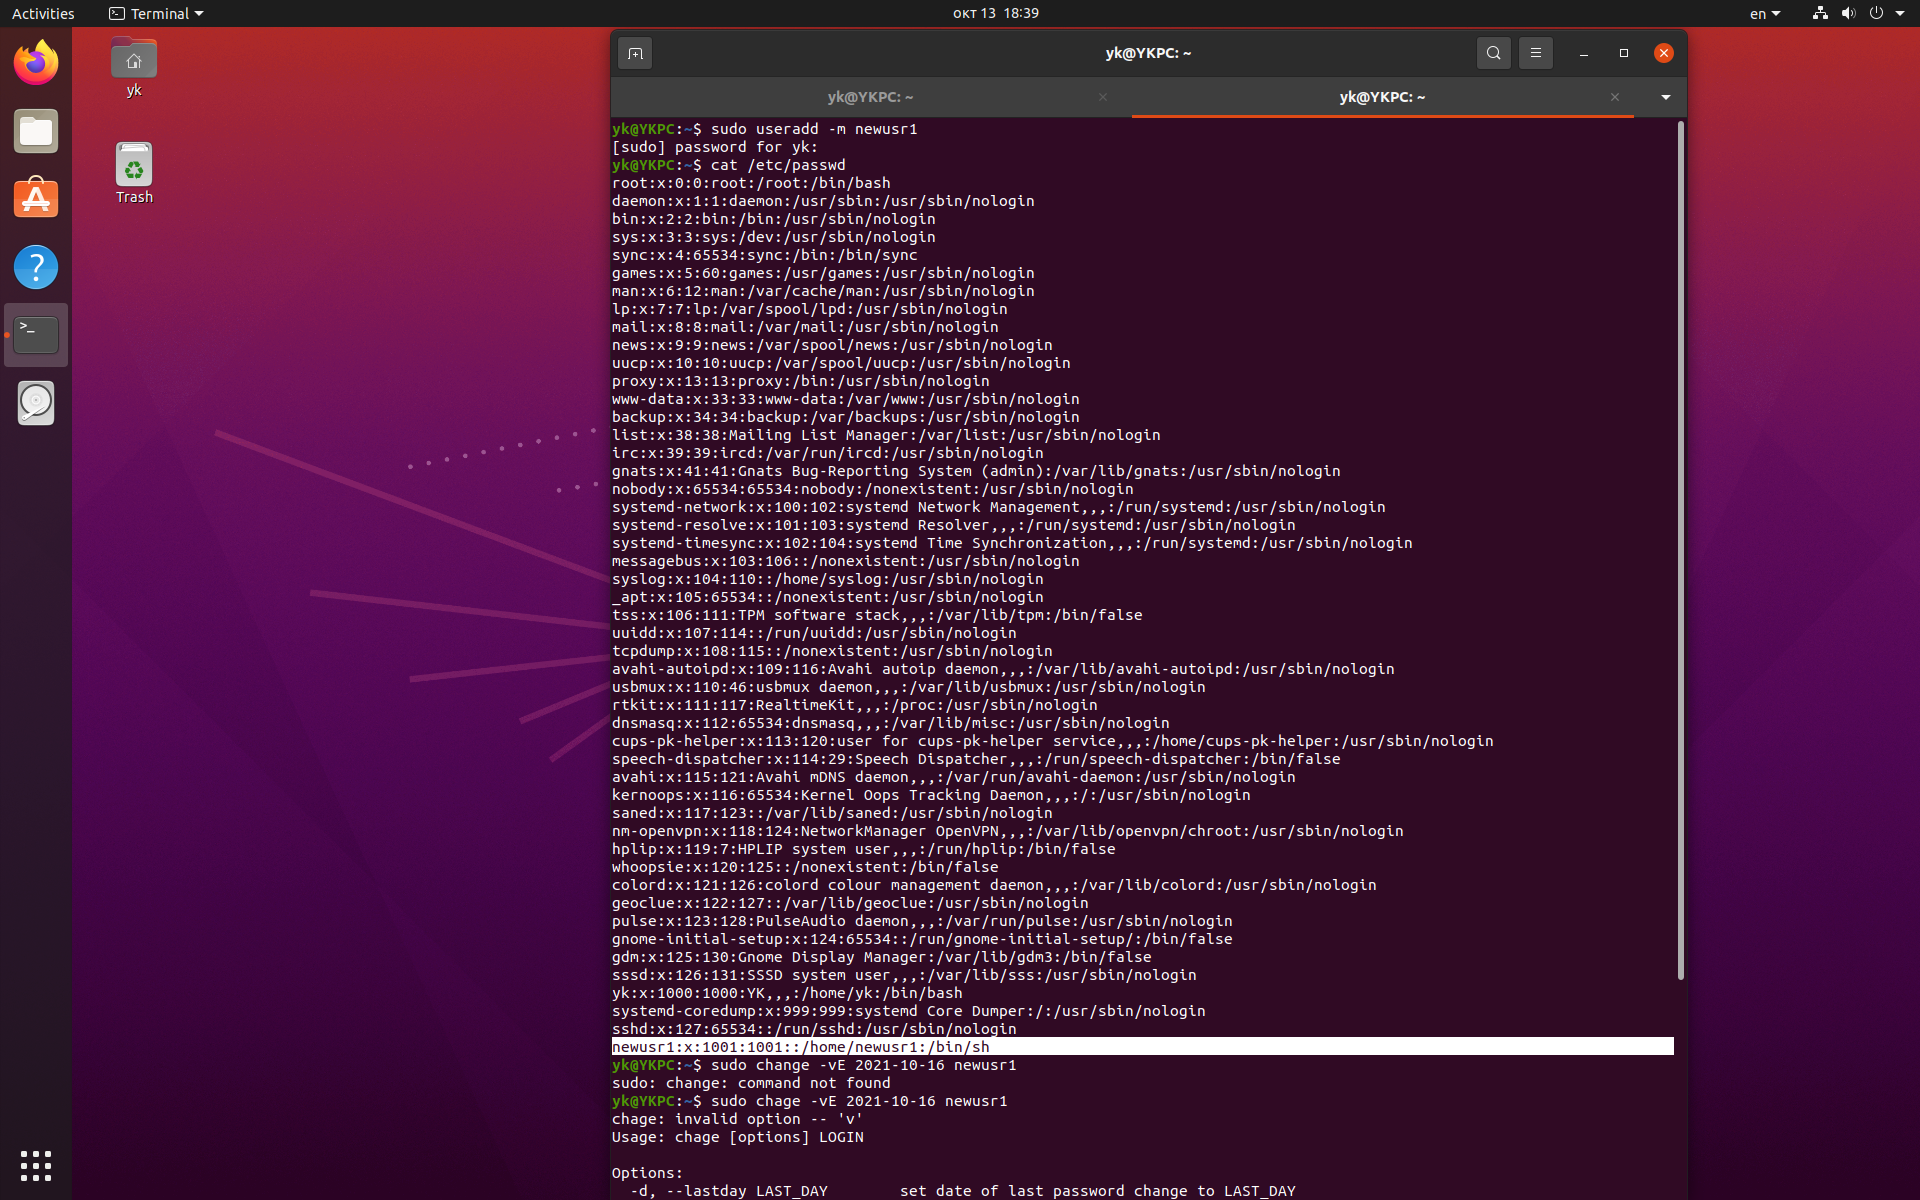 Activities
Terminal
окт 13 18:39
en
yk
Trash
yk@YKPC: ~
yk@YKPC: ~
yk@YKPC: ~
yk@YKPC:~$ sudo useradd -m newusr1
[sudo] password for yk:
yk@YKPC:~$ cat /etc/passwd
root:x:0:0:root:/root:/bin/bash
daemon:x:1:1:daemon:/usr/sbin:/usr/sbin/nologin
bin:x:2:2:bin:/bin:/usr/sbin/nologin
sys:x:3:3:sys:/dev:/usr/sbin/nologin
sync:x:4:65534:sync:/bin:/bin/sync
games:x:5:60:games:/usr/games:/usr/sbin/nologin
man:x:6:12:man:/var/cache/man:/usr/sbin/nologin
lp:x:7:7:lp:/var/spool/lpd:/usr/sbin/nologin
mail:x:8:8:mail:/var/mail:/usr/sbin/nologin
news:x:9:9:news:/var/spool/news:/usr/sbin/nologin
uucp:x:10:10:uucp:/var/spool/uucp:/usr/sbin/nologin
proxy:x:13:13:proxy:/bin:/usr/sbin/nologin
www-data:x:33:33:www-data:/var/www:/usr/sbin/nologin
backup:x:34:34:backup:/var/backups:/usr/sbin/nologin
list:x:38:38:Mailing List Manager:/var/list:/usr/sbin/nologin
irc:x:39:39:ircd:/var/run/ircd:/usr/sbin/nologin
gnats:x:41:41:Gnats Bug-Reporting System (admin):/var/lib/gnats:/usr/sbin/nologin
nobody:x:65534:65534:nobody:/nonexistent:/usr/sbin/nologin
systemd-network:x:100:102:systemd Network Management,,,:/run/systemd:/usr/sbin/nologin
systemd-resolve:x:101:103:systemd Resolver,,,:/run/systemd:/usr/sbin/nologin
systemd-timesync:x:102:104:systemd Time Synchronization,,,:/run/systemd:/usr/sbin/nologin
messagebus:x:103:106::/nonexistent:/usr/sbin/nologin
syslog:x:104:110::/home/syslog:/usr/sbin/nologin
_apt:x:105:65534::/nonexistent:/usr/sbin/nologin
tss:x:106:111:TPM software stack,,,:/var/lib/tpm:/bin/false
uuidd:x:107:114::/run/uuidd:/usr/sbin/nologin
tcpdump:x:108:115::/nonexistent:/usr/sbin/nologin
avahi-autoipd:x:109:116:Avahi autoip daemon,,,:/var/lib/avahi-autoipd:/usr/sbin/nologin
usbmux:x:110:46:usbmux daemon,,,:/var/lib/usbmux:/usr/sbin/nologin
rtkit:x:111:117:RealtimeKit,,,:/proc:/usr/sbin/nologin
dnsmasq:x:112:65534:dnsmasq,,,:/var/lib/misc:/usr/sbin/nologin
cups-pk-helper:x:113:120:user for cups-pk-helper service,,,:/home/cups-pk-helper:/usr/sbin/nologin
speech-dispatcher:x:114:29:Speech Dispatcher,,,:/run/speech-dispatcher:/bin/false
avahi:x:115:121:Avahi mDNS daemon,,,:/var/run/avahi-daemon:/usr/sbin/nologin
kernoops:x:116:65534:Kernel Oops Tracking Daemon,,,:/:/usr/sbin/nologin
saned:x:117:123::/var/lib/saned:/usr/sbin/nologin
nm-openvpn:x:118:124:NetworkManager OpenVPN,,,:/var/lib/openvpn/chroot:/usr/sbin/nologin
hplip:x:119:7:HPLIP system user,,,:/run/hplip:/bin/false
whoopsie:x:120:125::/nonexistent:/bin/false
colord:x:121:126:colord colour management daemon,,,:/var/lib/colord:/usr/sbin/nologin
geoclue:x:122:127::/var/lib/geoclue:/usr/sbin/nologin
pulse:x:123:128:PulseAudio daemon,,,:/var/run/pulse:/usr/sbin/nologin
gnome-initial-setup:x:124:65534::/run/gnome-initial-setup/:/bin/false
gdm:x:125:130:Gnome Display Manager:/var/lib/gdm3:/bin/false
sssd:x:126:131:SSSD system user,,,:/var/lib/sss:/usr/sbin/nologin
yk:x:1000:1000:YK,,,:/home/yk:/bin/bash
systemd-coredump:x:999:999:systemd Core Dumper:/:/usr/sbin/nologin
sshd:x:127:65534::/run/sshd:/usr/sbin/nologin
newusr1:x:1001:1001::/home/newusr1:/bin/sh
yk@YKPC:~$ sudo change -vE 2021-10-16 newusr1
sudo: change: command not found
yk@YKPC:~$ sudo chage -vE 2021-10-16 newusr1
chage: invalid option -- 'v'
Usage: chage [options] LOGIN
Options:
-d, --lastday LAST_DAY set date of last password change to LAST_DAY